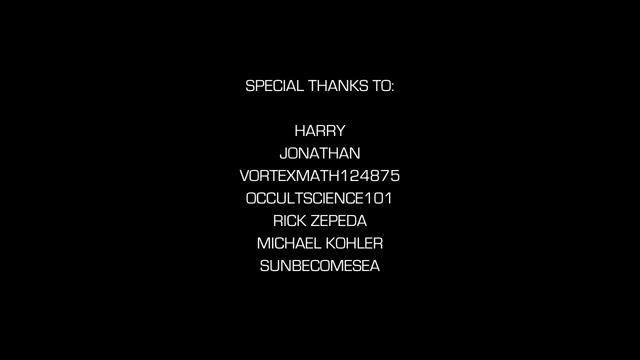 SPECIAL THANKS TO:
HARRY
JONATHAN
VORTEXMATH124875
OCCULTSCIENCE101
RICK ZEPEDA
MICHAEL KOHLER
SUNBECOMESEA